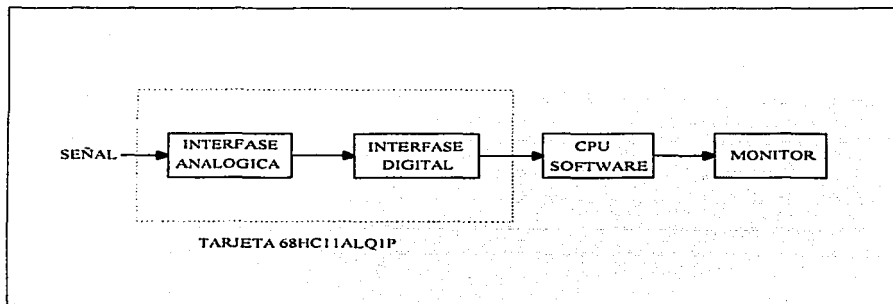 SEÑAL
INTERFASE
ANALOGICA
INTERFASE
DIGITAL
CPU
SOFTWARE
MONITOR
TARJETA 68HC11ALQ1P